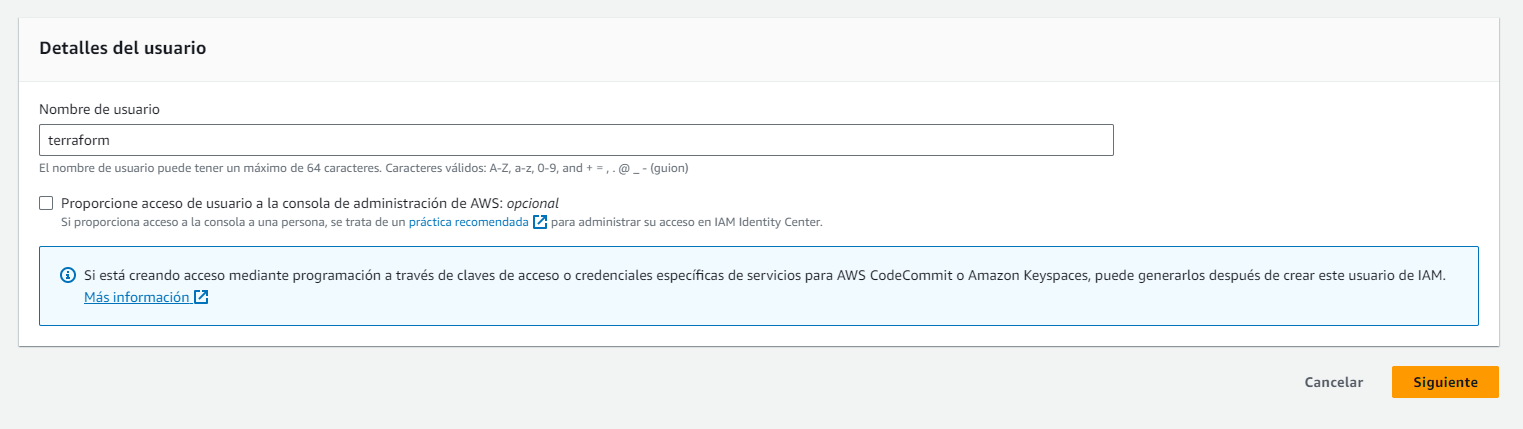 Detalles del usuario
Nombre de usuario
terraform
El nombre de usuario puede tener un máximo de 64 caracteres. Caracteres válidos: A-Z, a-z, 0-9, and + = , . @ _ - (guion)
Proporcione acceso de usuario a la consola de administración de AWS: opcional
Si proporciona acceso a la consola a una persona, se trata de un práctica recomendada para administrar su acceso en IAM Identity Center.
Si está creando acceso mediante programación a través de claves de acceso o credenciales específicas de servicios para AWS CodeCommit o Amazon Keyspaces, puede generarlos después de crear este usuario de IAM.
Más información
Cancelar Siguiente